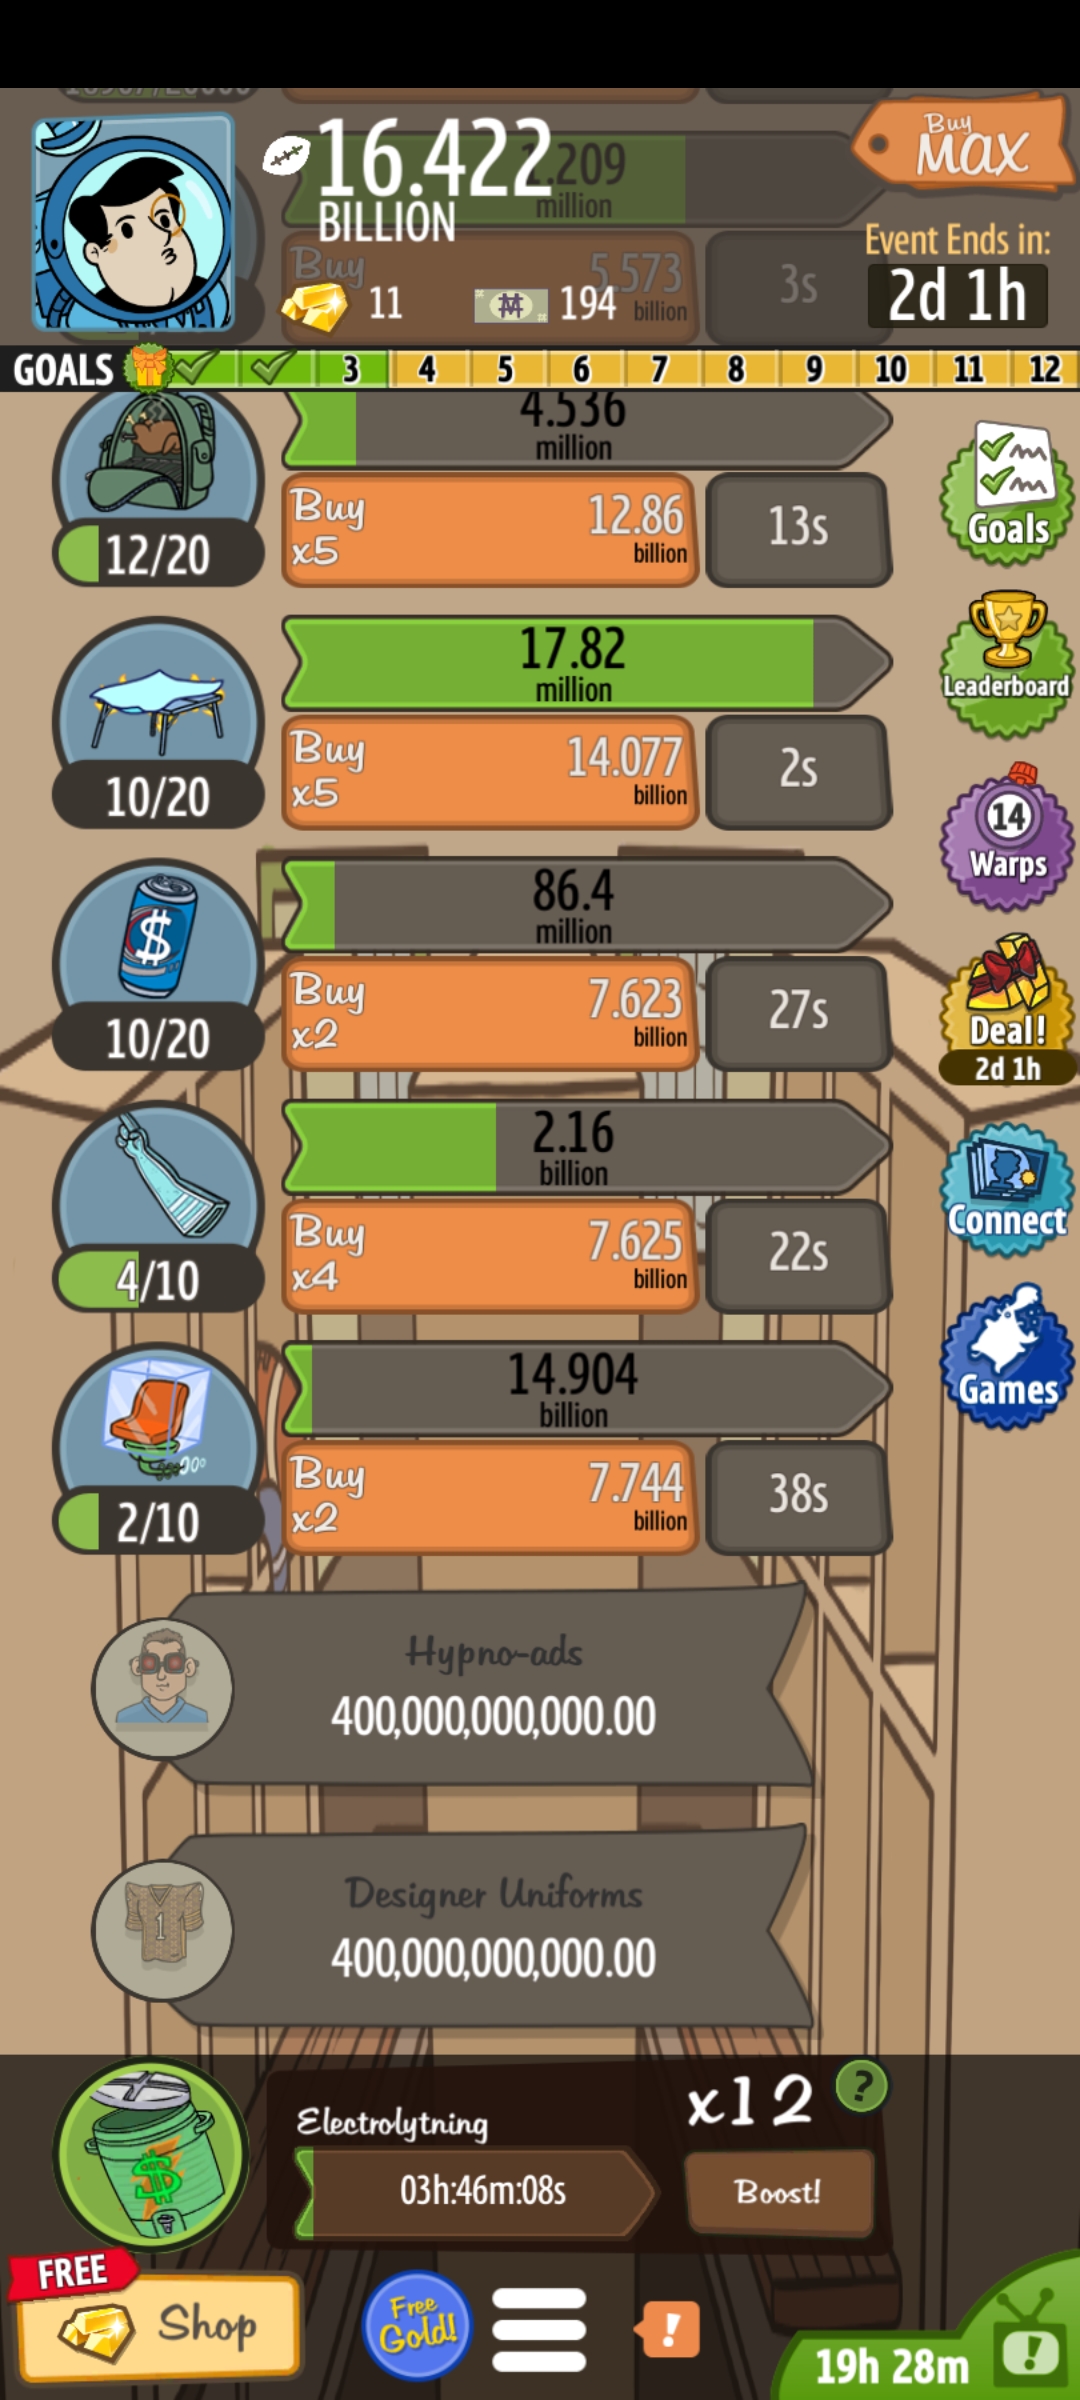 16.422
BILLION
2.209
million
Buy
MAX
Buy
5.573
billion
3s
11
194
Event Ends in:
2d 1h
GOALS
3
4
5
6
7
8
9
10
11
12
4.536
million
12/20
Buy
x5
12.86
billion
13s
Goals
17.82
million
10/20
Buy
x5
14.077
billion
2s
Leaderboard
14
Warps
86.4
million
10/20
Buy
x2
7.623
billion
27s
Deal!
2d 1h
2.16
billion
4/10
Buy
x4
7.625
billion
22s
Connect
14.904
billion
2/10
Buy
x2
7.744
billion
38s
Games
Hypno-ads
400,000,000,000.00
1
Designer Uniforms
400,000,000,000.00
Electrolytning
x12
?
03h:46m:08s
Boost!
FREE
Shop
Free
Gold!
!
19h 28m
!